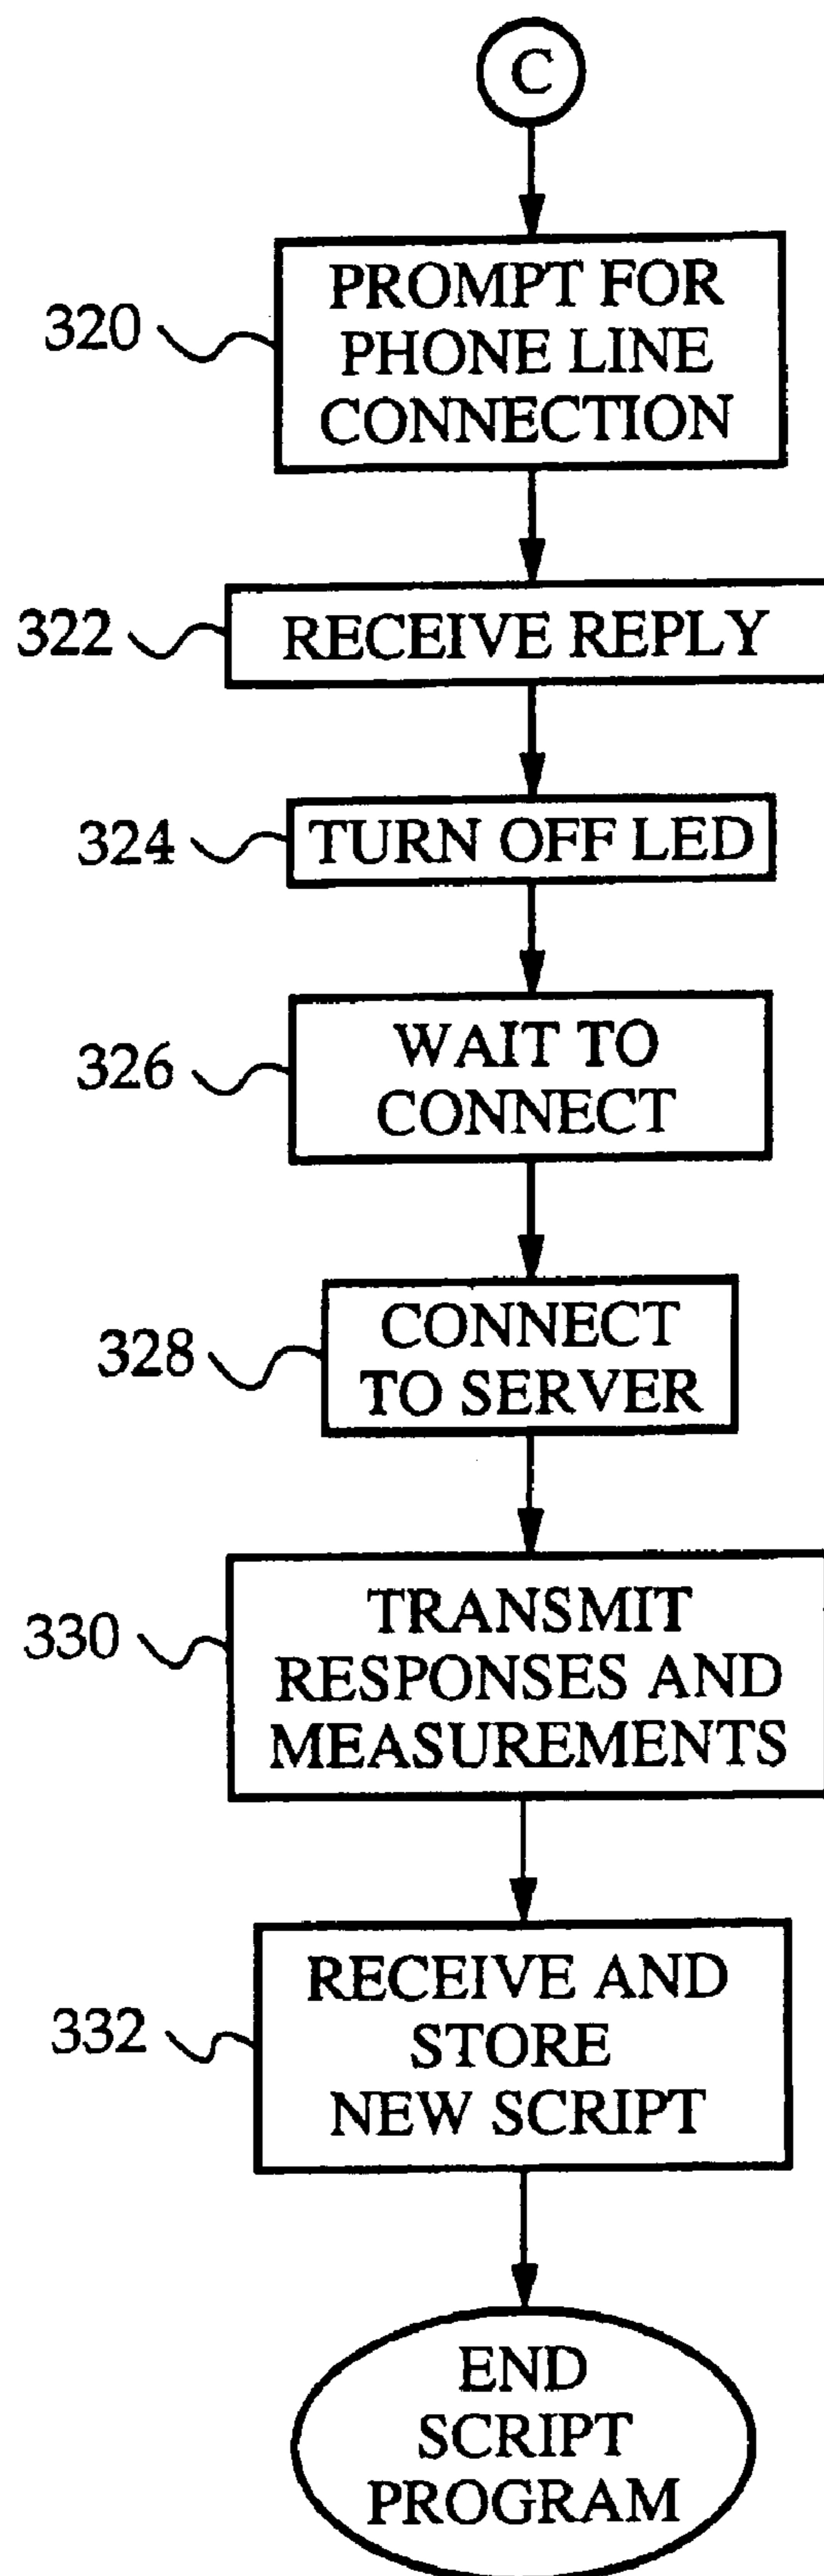 C
320
PROMPT FOR
PHONE LINE
CONNECTION
322
RECEIVE REPLY
324
TURN OFF LED
326
WAIT TO
CONNECT
328
CONNECT
TO SERVER
330
TRANSMIT
RESPONSES AND
MEASUREMENTS
332
RECEIVE AND
STORE
NEW SCRIPT
END
SCRIPT
PROGRAM